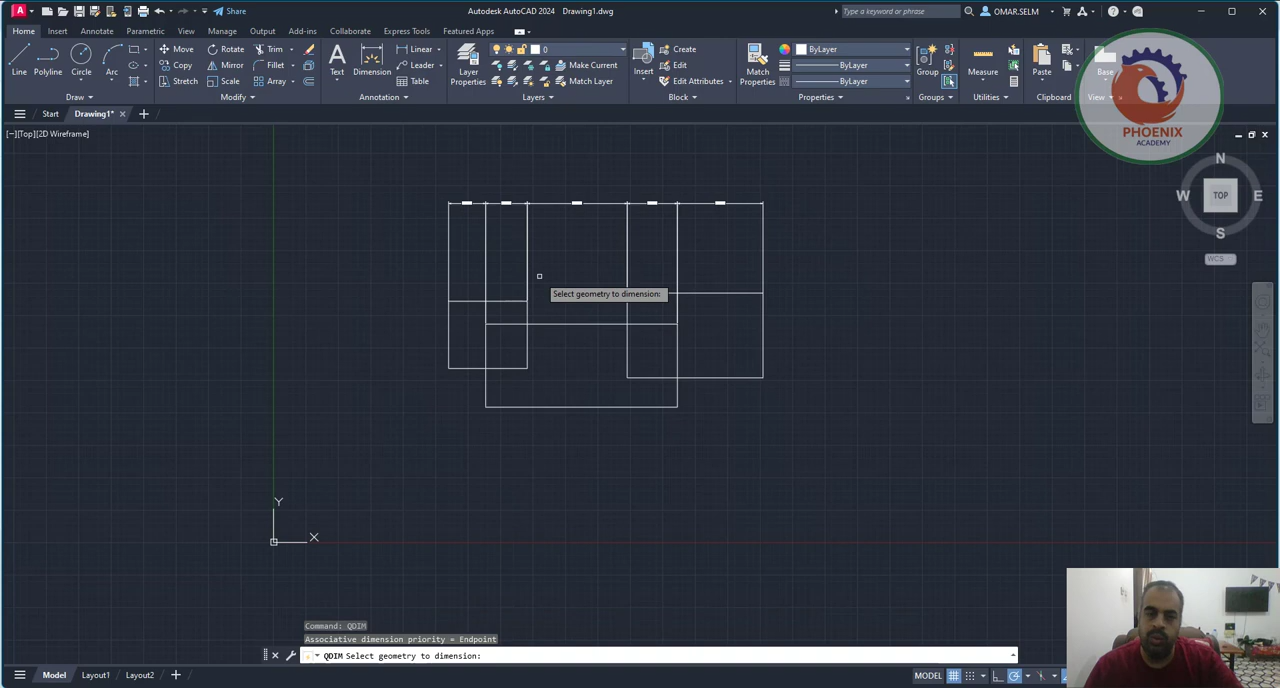 A
Share
Autodesk AutoCAD 2024 Drawing1.dwg
Type a keyword or phrase
OMAR.SELM
Home Insert Annotate Parametric View Manage Output Add-ins Collaborate Express Tools Featured Apps
Line Polyline Circle Arc
Draw
Move Rotate Trim
Copy Mirror Fillet
Stretch Scale Array
Modify
Text Dimension
Linear
Leader
Table
Annotation
Layer Properties
0
Make Current
Match Layer
Layers
Insert
Create
Edit
Edit Attributes
Block
Match Properties
ByLayer
ByLayer
ByLayer
Properties
Group
Groups
Measure
Utilities
Paste
Clipboard
Base
View
PHOENIX
ACADEMY
Start Drawing1*
[−][Top][2D Wireframe]
N
W TOP E
S
WCS
Select geometry to dimension:
Y
X
Command: QDIM
Associative dimension priority = Endpoint
QDIM Select geometry to dimension:
Model Layout1 Layout2
MODEL